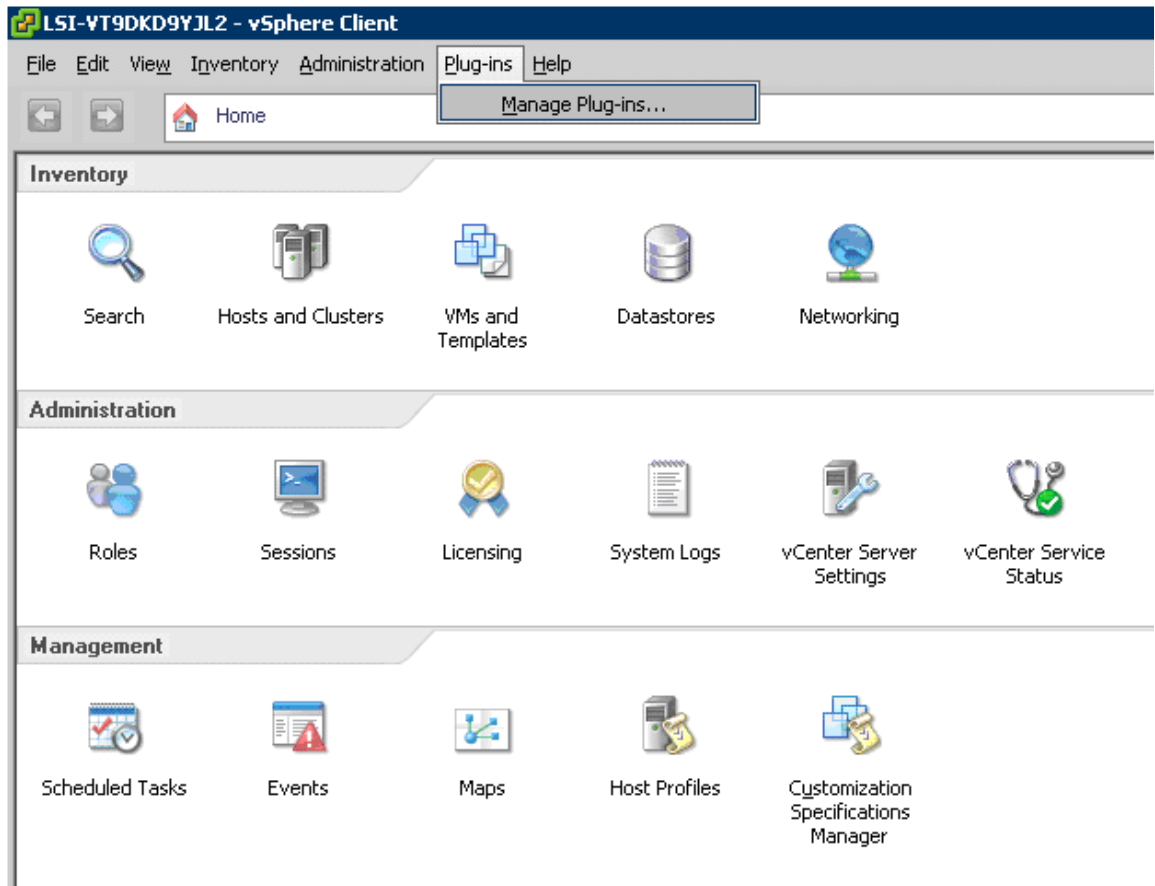 LSI-VT9DKD9YJL2 - vSphere Client
File Edit View Inventory Administration Plug-ins Help
Manage Plug-ins...
Home
Inventory
Search
Hosts and Clusters
VMs and
Templates
Datastores
Networking
Administration
Roles
Sessions
Licensing
System Logs
vCenter Server
Settings
vCenter Service
Status
Management
Scheduled Tasks
Events
Maps
Host Profiles
Customization
Specifications
Manager